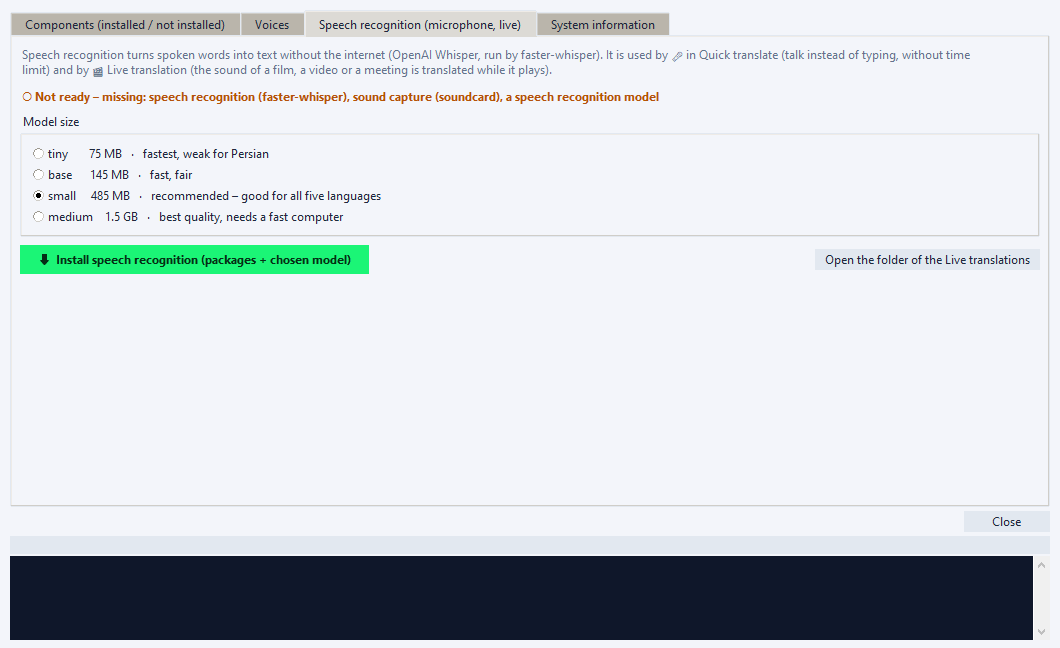 Components (installed / not installed)
Voices
Speech recognition (microphone, live)
System information
Speech recognition turns spoken words into text without the internet (OpenAI Whisper, run by faster-whisper). It is used by 🎤 in Quick translate (talk instead of typing, without time
limit) and by 🎬 Live translation (the sound of a film, a video or a meeting is translated while it plays).
○ Not ready – missing: speech recognition (faster-whisper), sound capture (soundcard), a speech recognition model
Model size
tiny 75 MB · fastest, weak for Persian
base 145 MB · fast, fair
small 485 MB · recommended – good for all five languages
medium 1.5 GB · best quality, needs a fast computer
⬇ Install speech recognition (packages + chosen model)
Open the folder of the Live translations
Close